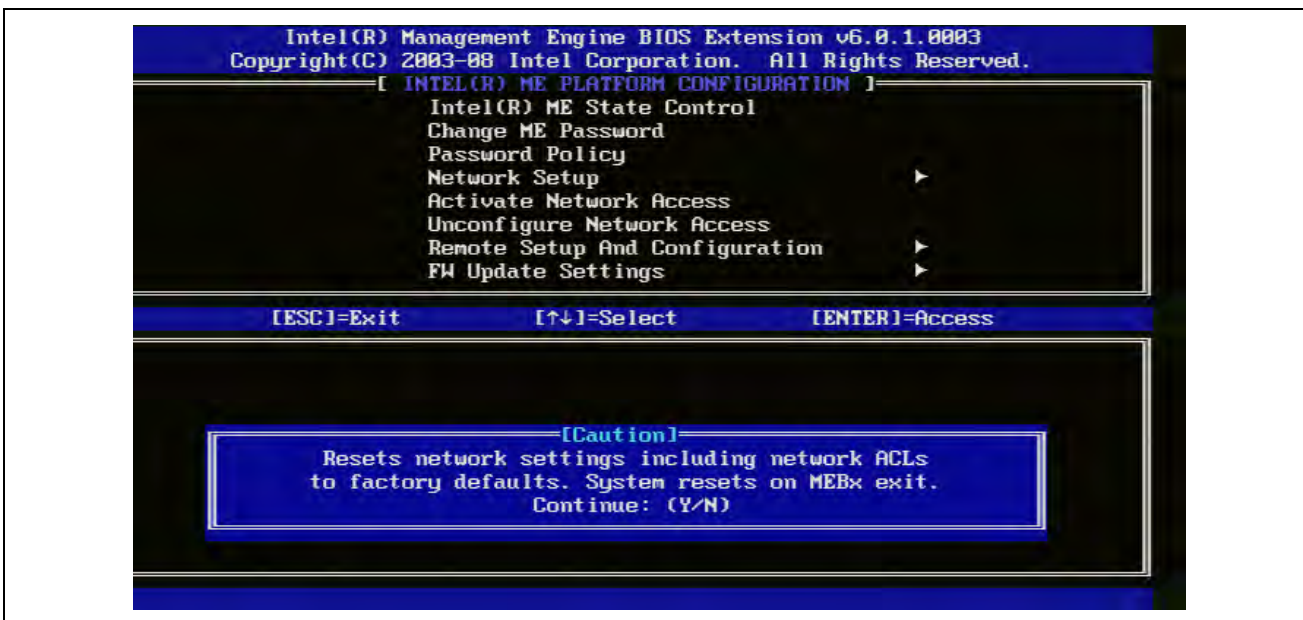 Intel(R) Management Engine BIOS Extension v6.0.1.0003
Copyright(C) 2003-08 Intel Corporation. All Rights Reserved.
[ INTEL(R) ME PLATFORM CONFIGURATION ]
Intel(R) ME State Control
Change ME Password
Password Policy
Network Setup ►
Activate Network Access
Unconfigure Network Access
Remote Setup And Configuration ►
FW Update Settings ►
[ESC]=Exit [↑↓]=Select [ENTER]=Access
[Caution]
Resets network settings including network ACLs
to factory defaults. System resets on MEBx exit.
Continue: (Y/N)